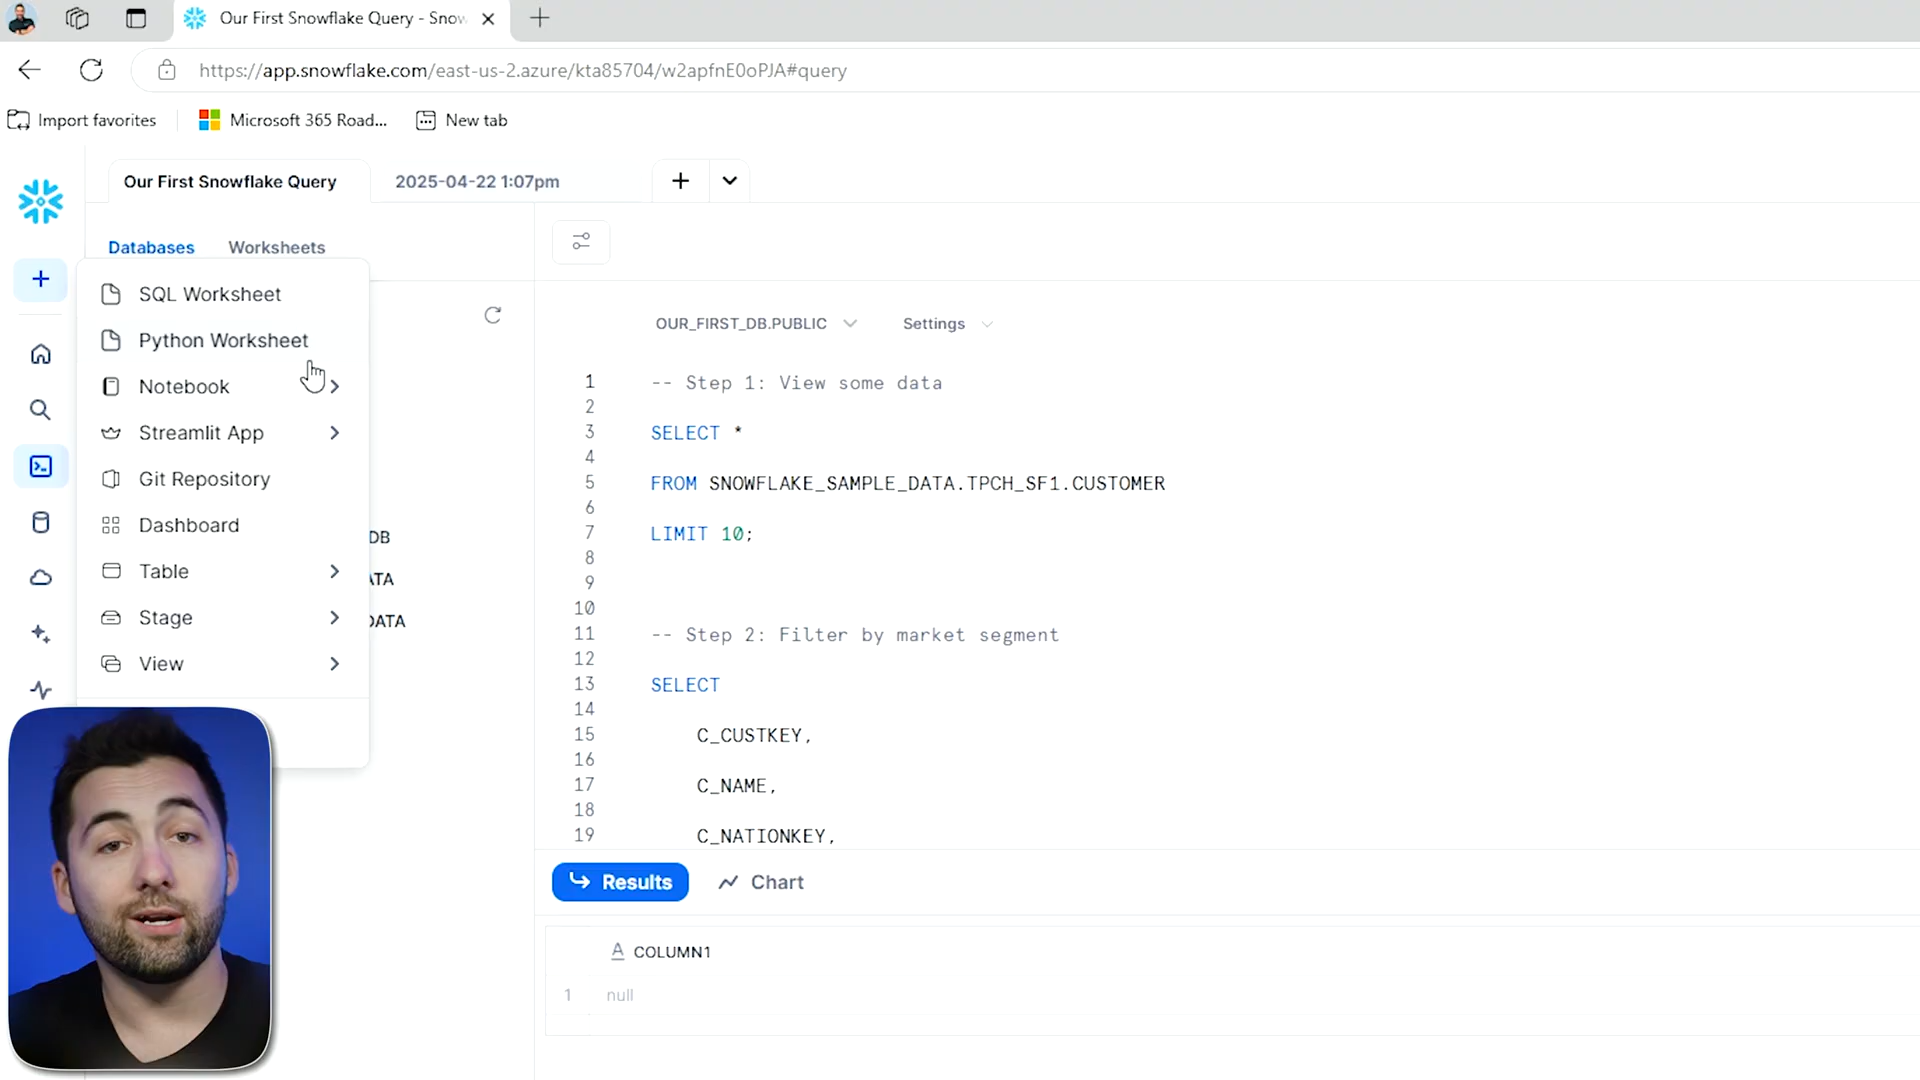 Our First Snowflake Query - Snow
https://app.snowflake.com/east-us-2.azure/kta85704/w2apfnE0oPJA#query
Import favorites
Microsoft 365 Road...
New tab
Our First Snowflake Query
2025-04-22 1:07pm
Databases
Worksheets
SQL Worksheet
Python Worksheet
Notebook
Streamlit App
Git Repository
Dashboard
Table
Stage
View
DB
ATA
DATA
OUR_FIRST_DB.PUBLIC
Settings
1 -- Step 1: View some data
2
3 SELECT *
4
5 FROM SNOWFLAKE_SAMPLE_DATA.TPCH_SF1.CUSTOMER
6
7 LIMIT 10;
8
9
10
11 -- Step 2: Filter by market segment
12
13 SELECT
14
15 C_CUSTKEY,
16
17 C_NAME,
18
19 C_NATIONKEY,
Results
Chart
A COLUMN1
1 null